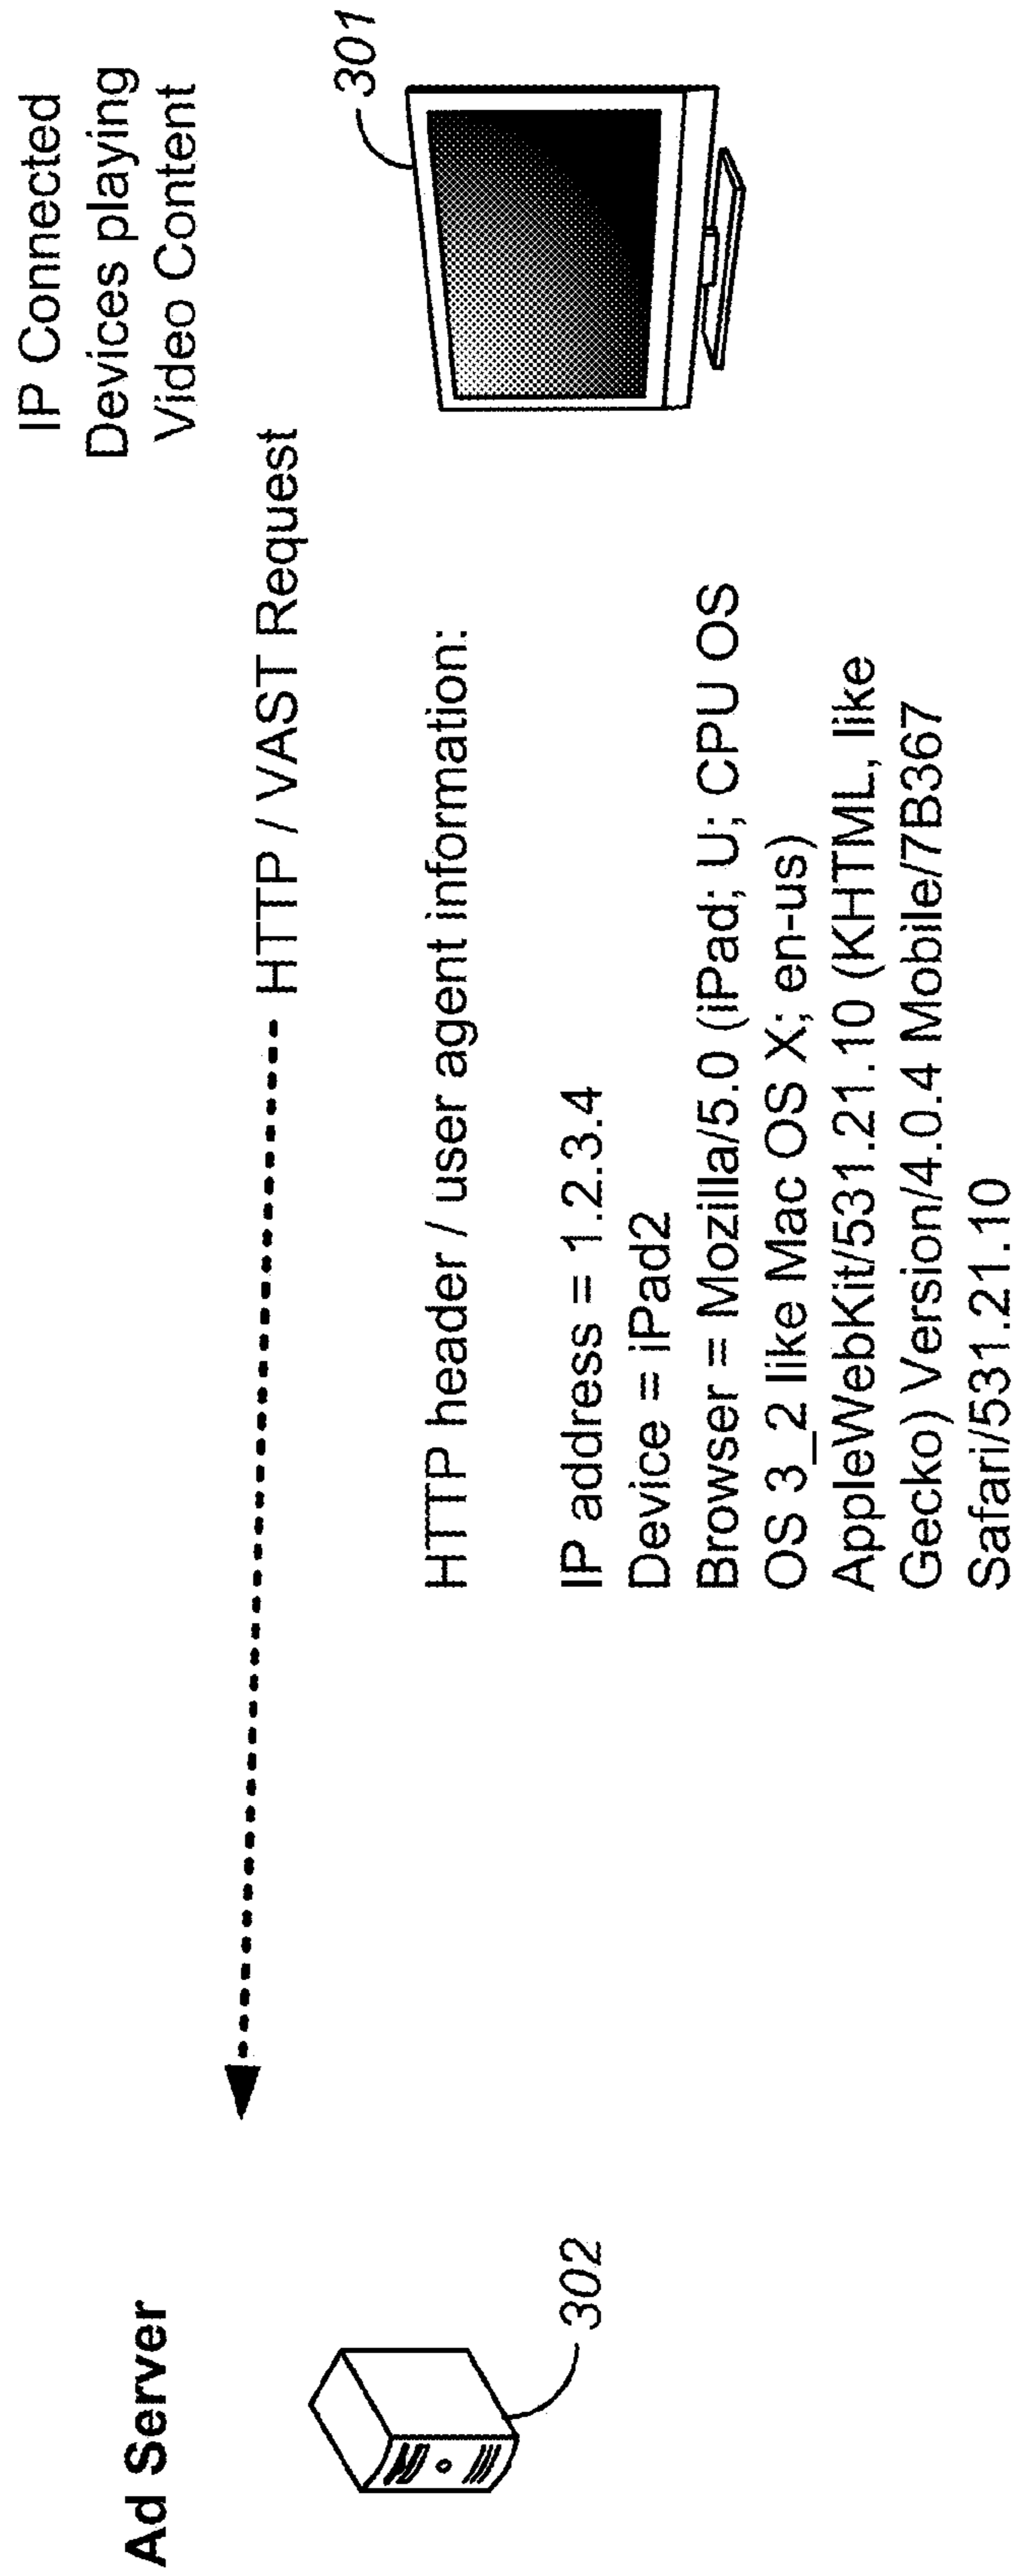 Ad Server
302
IP Connected
Devices playing
Video Content
301
HTTP / VAST Request
HTTP header / user agent information:
IP address = 1.2.3.4
Device = iPad2
Browser = Mozilla/5.0 (iPad; U; CPU OS
OS 3_2 like Mac OS X; en-us)
AppleWebKit/531.21.10 (KHTML, like
Gecko) Version/4.0.4 Mobile/7B367
Safari/531.21.10